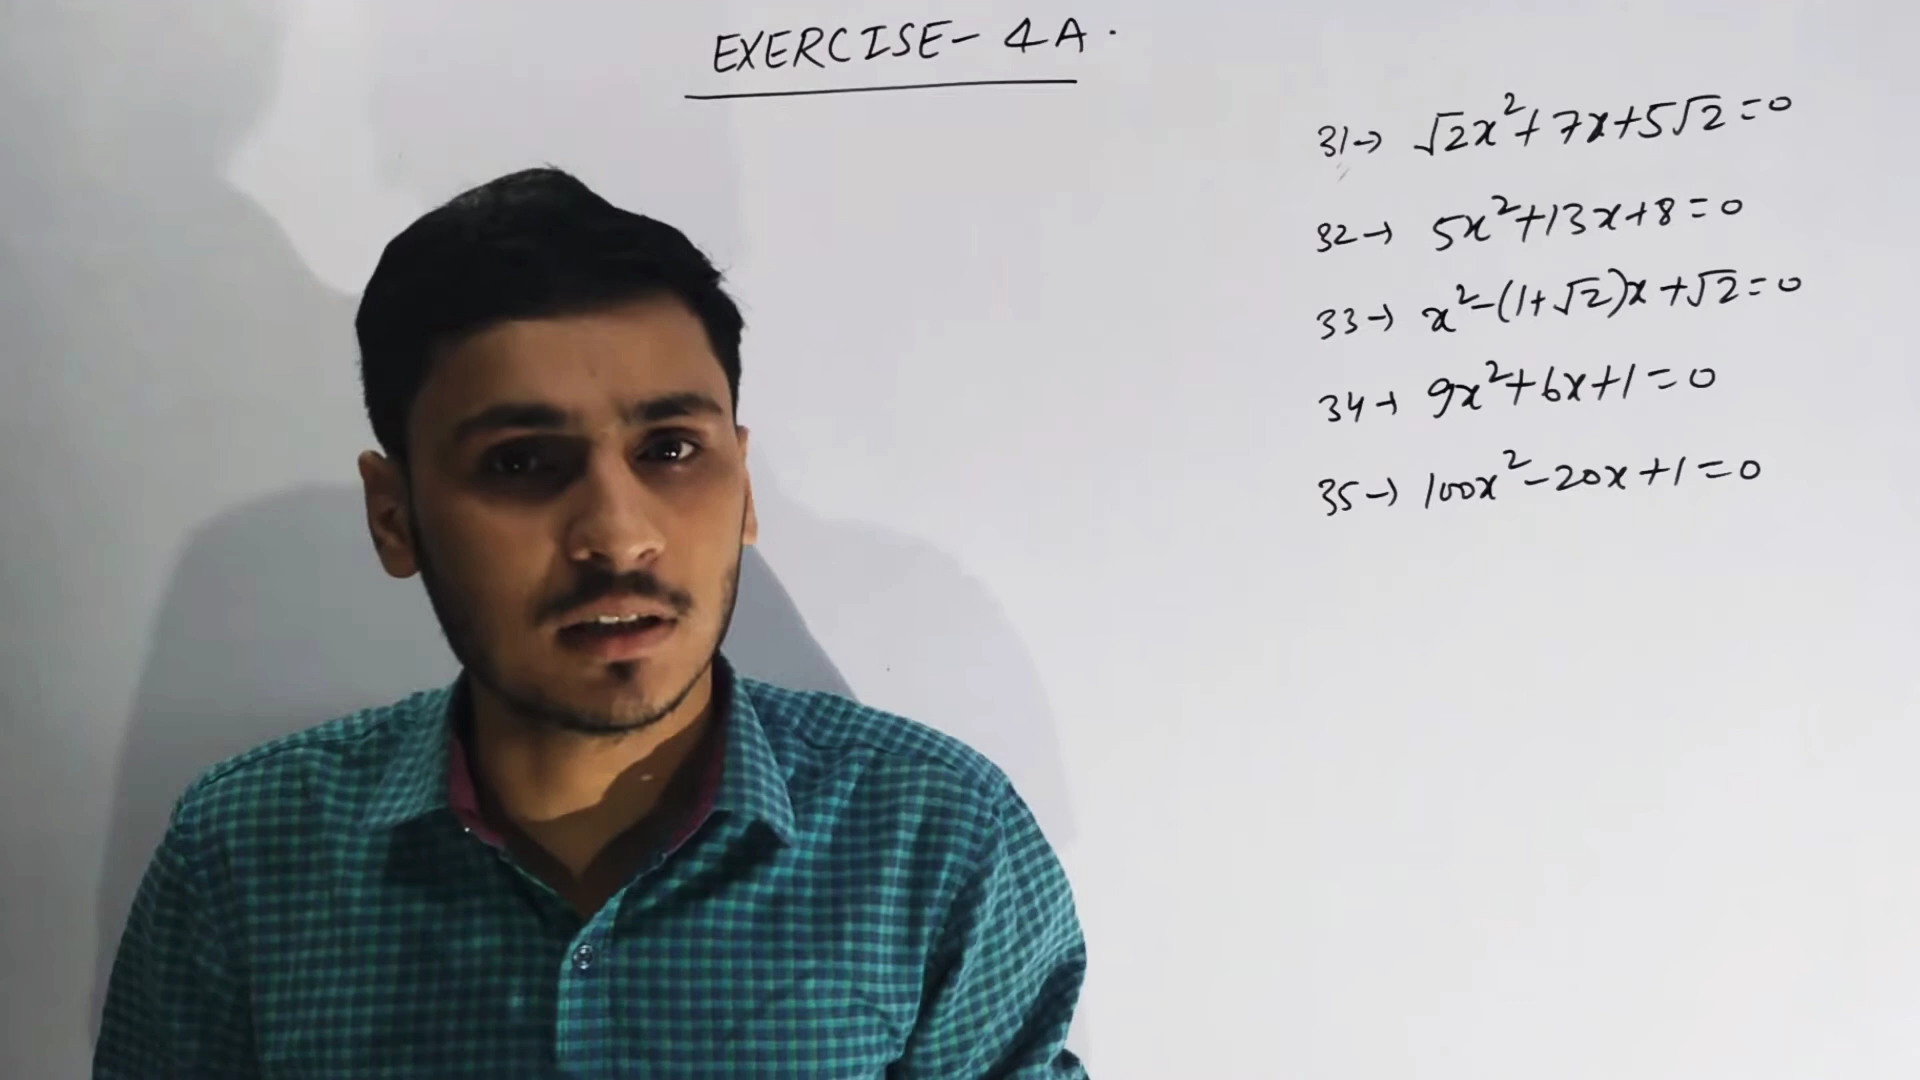 EXERCISE - 4A.
31→ √2x²+7x+5√2=0
32→ 5x²+13x+8=0
33→ x²-(1+√2)x+√2=0
34→ 9x²+6x+1=0
35→ 100x²-20x+1=0